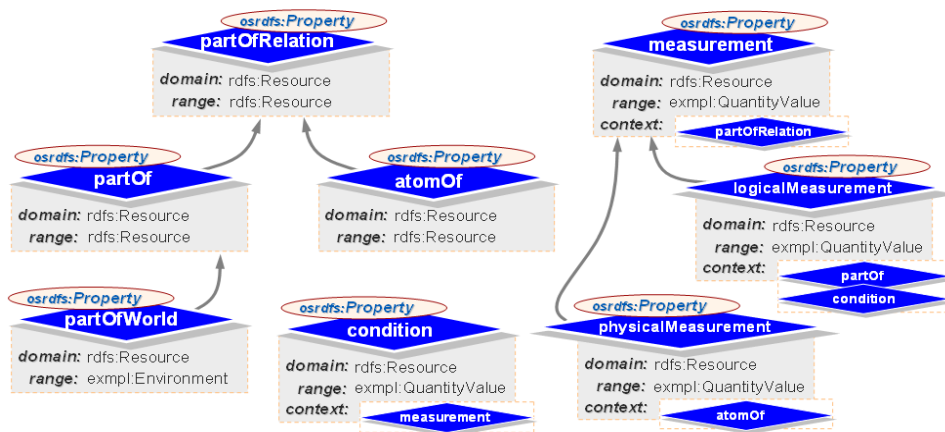 osrdfs:Property
partOfRelation
domain: rdfs:Resource
range: rdfs:Resource
osrdfs:Property
measurement
domain: rdfs:Resource
range: exmpl:QuantityValue
context:
partOfRelation
osrdfs:Property
partOf
domain: rdfs:Resource
range: rdfs:Resource
osrdfs:Property
atomOf
domain: rdfs:Resource
range: rdfs:Resource
osrdfs:Property
logicalMeasurement
domain: rdfs:Resource
range: exmpl:QuantityValue
context:
partOf
condition
osrdfs:Property
partOfWorld
domain: rdfs:Resource
range: exmpl:Environment
osrdfs:Property
condition
domain: rdfs:Resource
range: exmpl:QuantityValue
context:
measurement
osrdfs:Property
physicalMeasurement
domain: rdfs:Resource
range: exmpl:QuantityValue
context:
atomOf